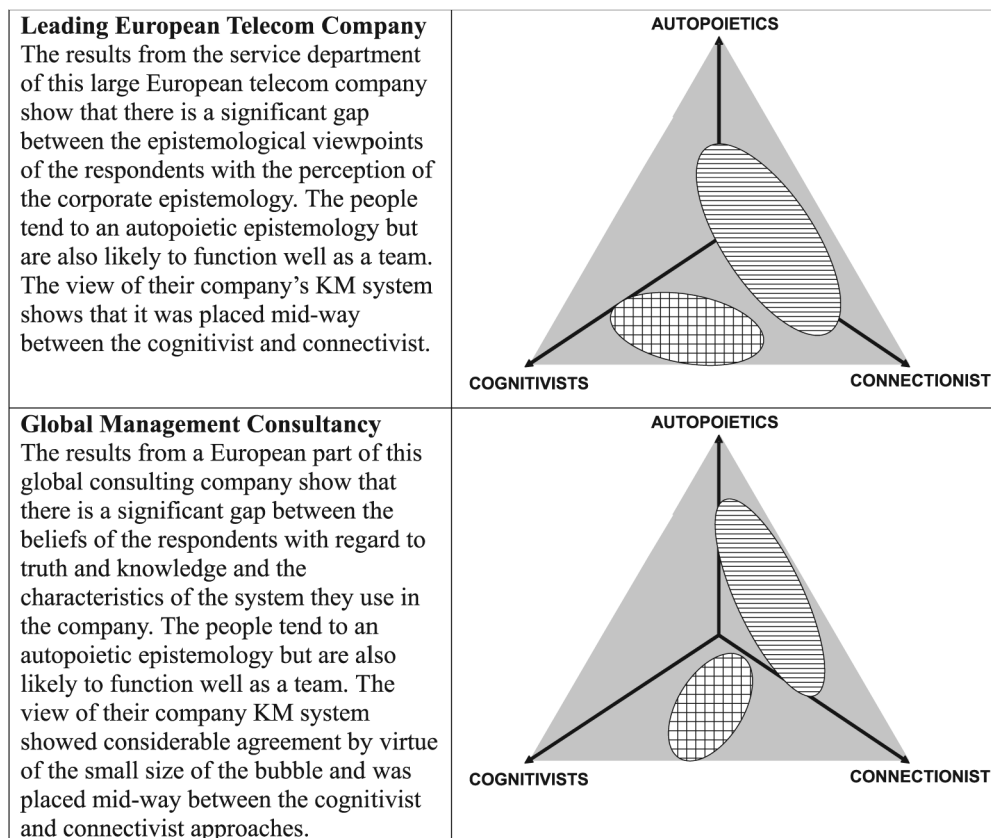 Leading European Telecom Company
The results from the service department
of this large European telecom company
show that there is a significant gap
between the epistemological viewpoints
of the respondents with the perception of
the corporate epistemology. The people
tend to an autopoietic epistemology but
are also likely to function well as a team.
The view of their company’s KM system
shows that it was placed mid-way
between the cognitivist and connectivist.
AUTOPOIETICS
COGNITIVISTS
CONNECTIONIST
Global Management Consultancy
The results from a European part of this
global consulting company show that
there is a significant gap between the
beliefs of the respondents with regard to
truth and knowledge and the
characteristics of the system they use in
the company. The people tend to an
autopoietic epistemology but are also
likely to function well as a team. The
view of their company KM system
showed considerable agreement by virtue
of the small size of the bubble and was
placed mid-way between the cognitivist
and connectivist approaches.
AUTOPOIETICS
COGNITIVISTS
CONNECTIONIST